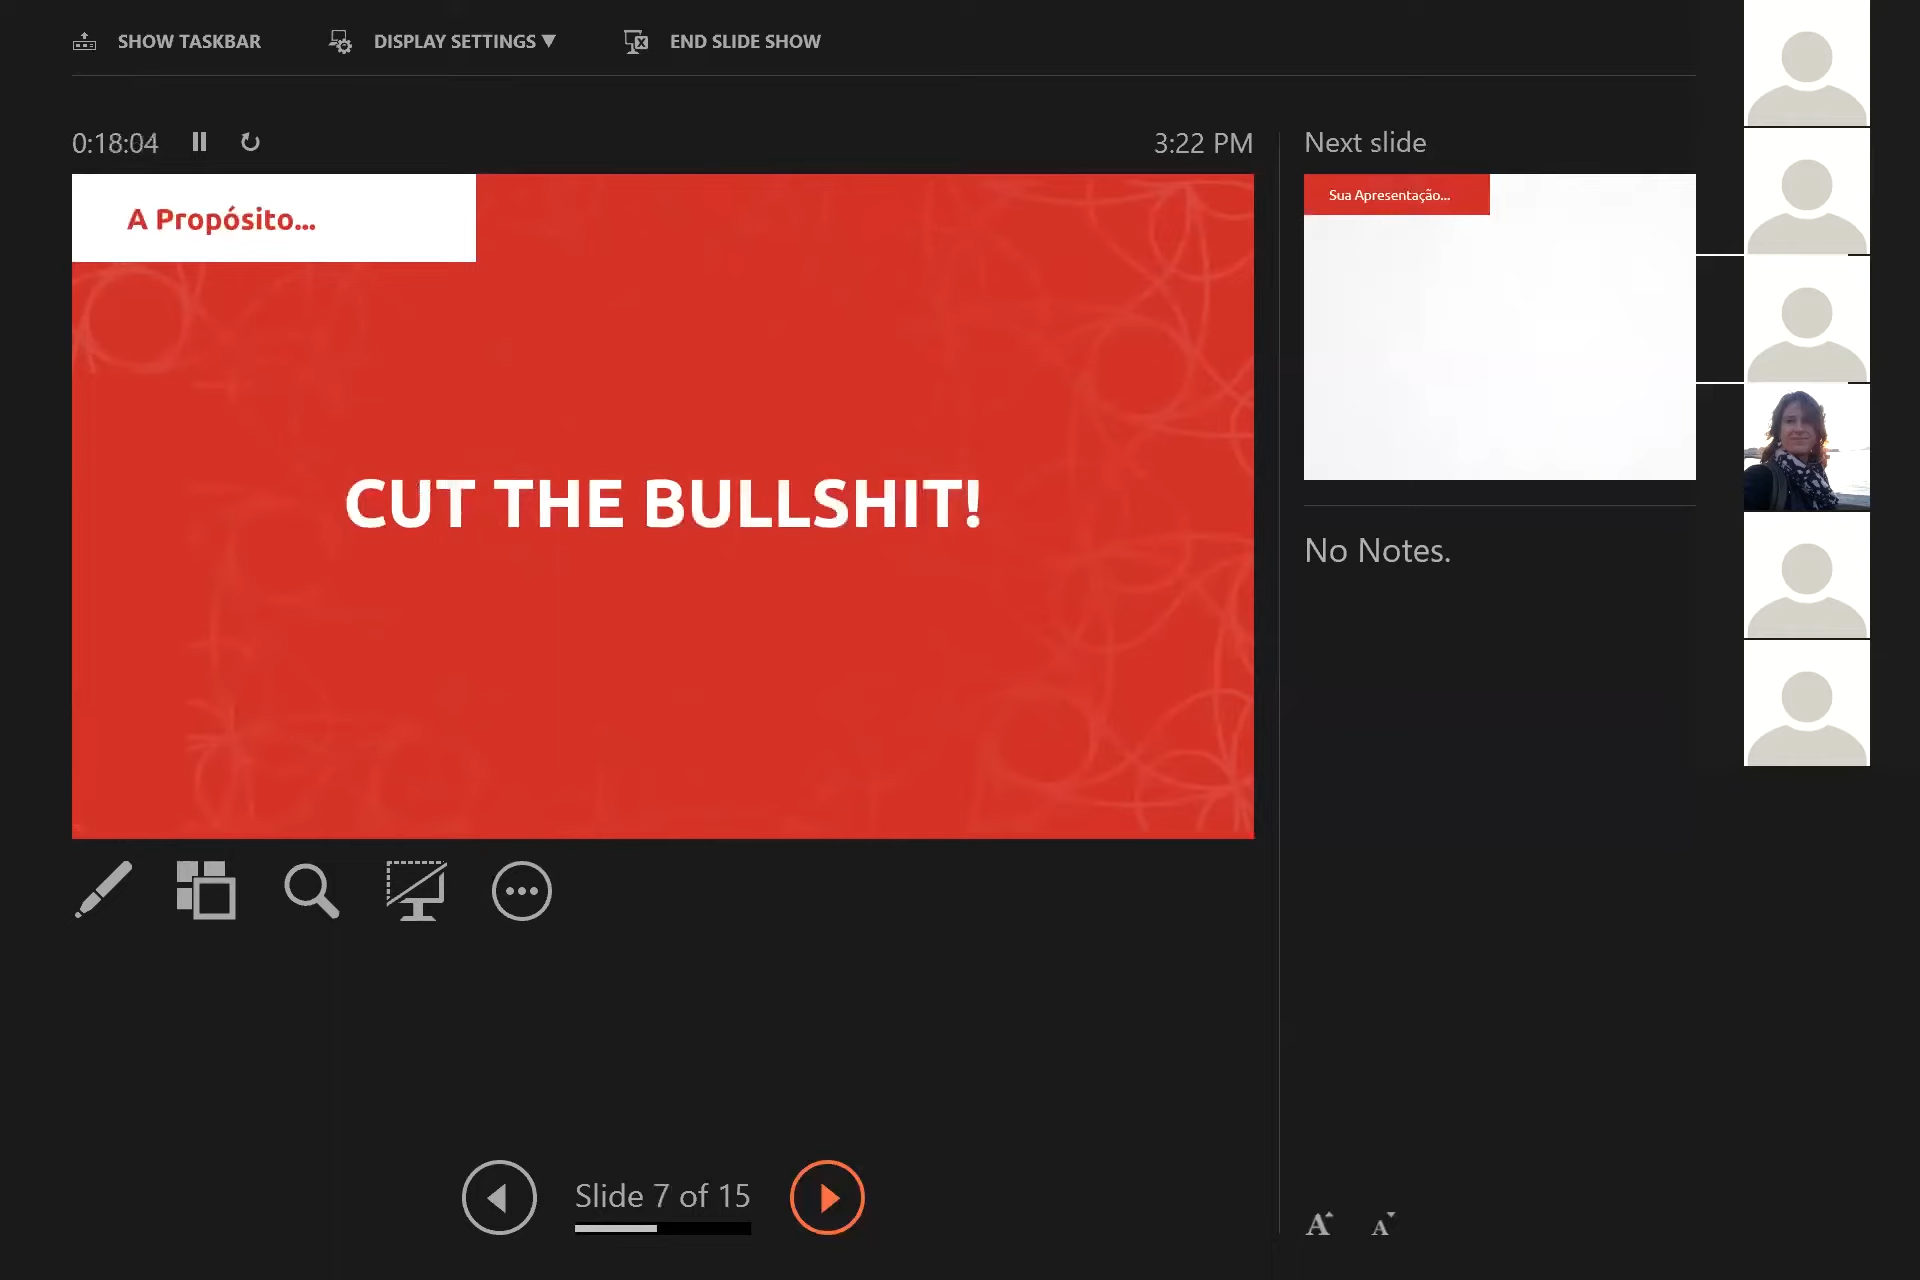 SHOW TASKBAR
DISPLAY SETTINGS ▼
END SLIDE SHOW
0:18:04
3:22 PM
A Propósito...
CUT THE BULLSHIT!
Next slide
Sua Apresentação...
No Notes.
Slide 7 of 15
A A